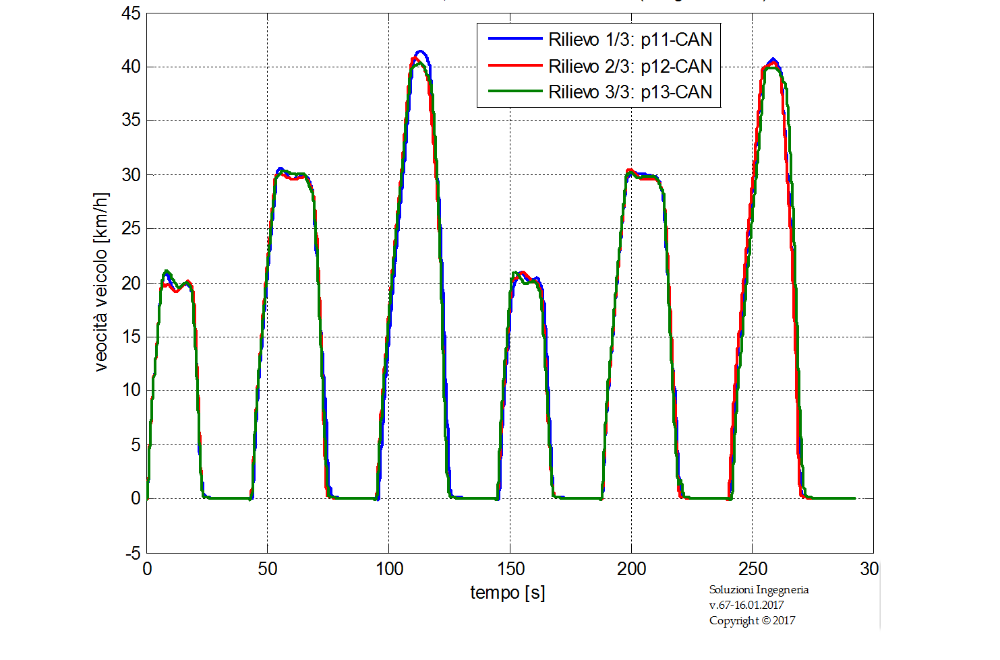 45
40
35
30
25
20
15
10
5
0
-5
veocità veicolo [km/h]
Rilievo 1/3: p11-CAN
Rilievo 2/3: p12-CAN
Rilievo 3/3: p13-CAN
0 50 100 150 200 250 30
tempo [s]
Soluzioni Ingegneria
v.67-16.01.2017
Copyright © 2017